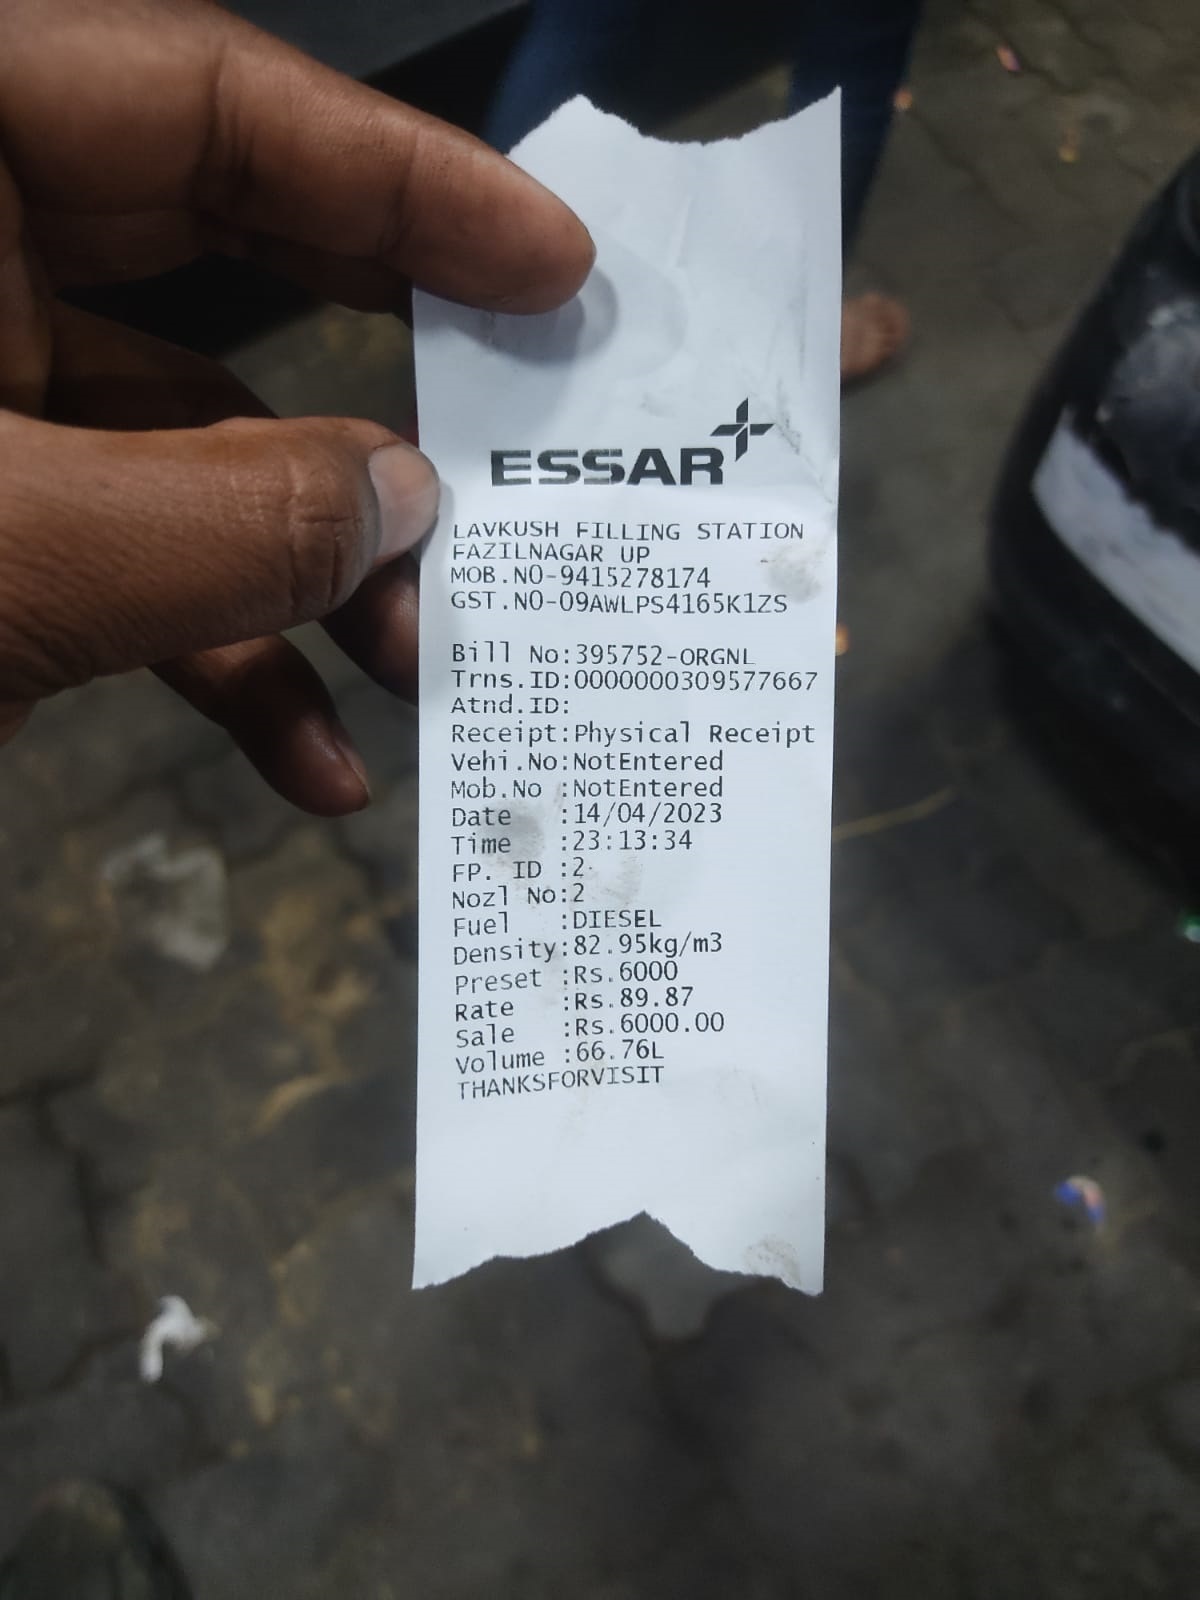 ESSAR
LAVKUSH FILLING STATION
FAZILNAGAR UP
MOB.NO-9415278174
GST.NO-09AWLPS4165K1ZS
Bill No:395752-ORGNL
Trns.ID:0000000309577667
Atnd.ID:
Receipt:Physical Receipt
Vehi.No:NotEntered
Mob.No :NotEntered
Date :14/04/2023
Time :23:13:34
FP. ID :2
Nozl No:2
Fuel :DIESEL
Density:82.95kg/m3
Preset :Rs.6000
Rate :Rs.89.87
Sale :Rs.6000.00
Volume :66.76L
THANKSFORVISIT